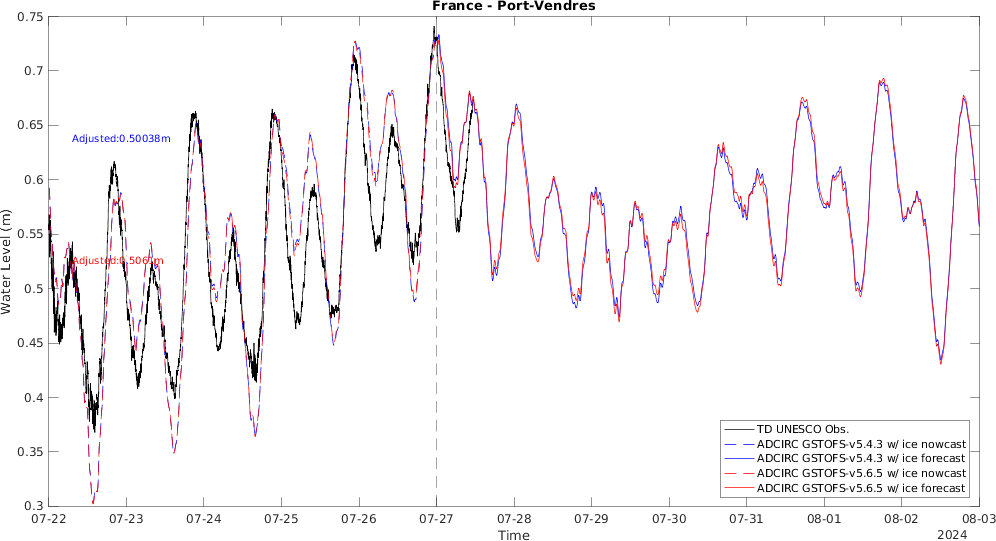 France - Port-Vendres
0.75
0.7
0.65
0.6
0.55
0.5
0.45
0.4
0.35
0.3
Water Level (m)
Adjusted:0.50038m
TD UNESCO Obs.
ADCIRC GSTOFS-v5.4.3 w/ ice nowcast
ADCIRC GSTOFS-v5.4.3 w/ ice forecast
ADCIRC GSTOFS-v5.6.5 w/ ice nowcast
ADCIRC GSTOFS-v5.6.5 w/ ice forecast
07-22 07-23 07-24 07-25 07-26 07-27 07-28 07-29 07-30 07-31 08-01 08-02 08-03
Time
2024